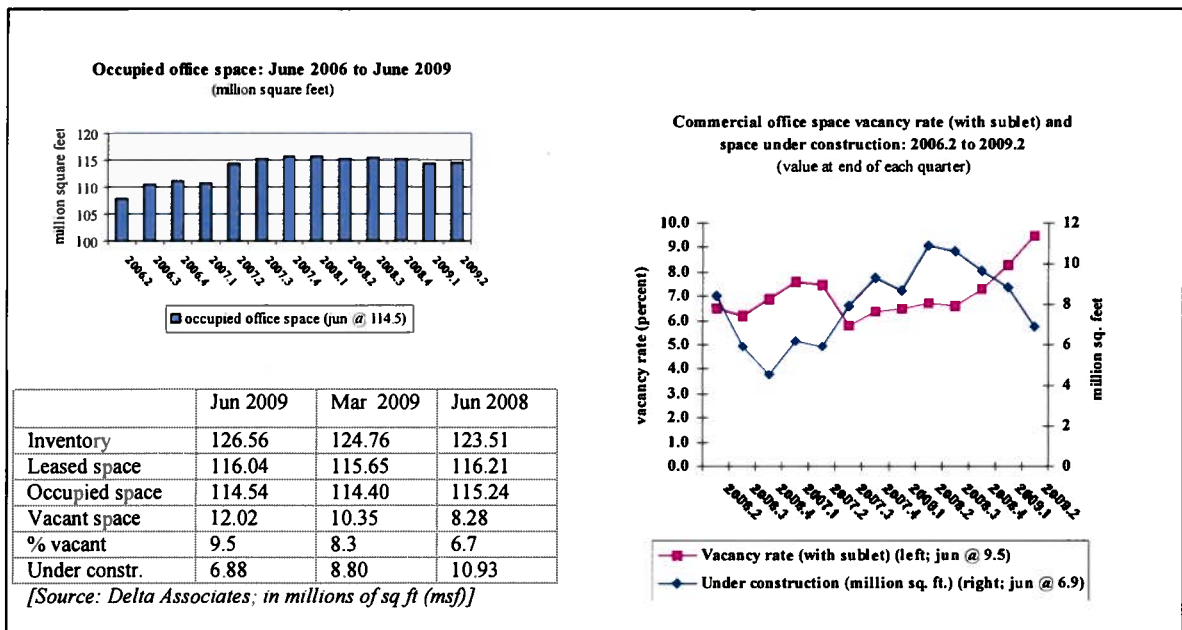 Occupied office space: June 2006 to June 2009
(million square feet)
million square feet
120
115
110
105
100
2006.2 2006.3 2006.4 2007.1 2007.2 2007.3 2007.4 2008.1 2008.2 2008.3 2008.4 2009.1 2009.2
occupied office space (jun @ 114.5)
Jun 2009 Mar 2009 Jun 2008
Inventory 126.56 124.76 123.51
Leased space 116.04 115.65 116.21
Occupied space 114.54 114.40 115.24
Vacant space 12.02 10.35 8.28
% vacant 9.5 8.3 6.7
Under constr. 6.88 8.80 10.93
[Source: Delta Associates; in millions of sq ft (msf)]
Commercial office space vacancy rate (with sublet) and
space under construction: 2006.2 to 2009.2
(value at end of each quarter)
vacancy rate (percent)
10.0
9.0
8.0
7.0
6.0
5.0
4.0
3.0
2.0
1.0
0.0
12
10
8
6
4
2
0
million sq. feet
2006.2 2006.3 2006.4 2007.1 2007.2 2007.3 2007.4 2008.1 2008.2 2008.3 2008.4 2009.1 2009.2
Vacancy rate (with sublet) (left; jun @ 9.5)
Under construction (million sq. ft.) (right; jun @ 6.9)